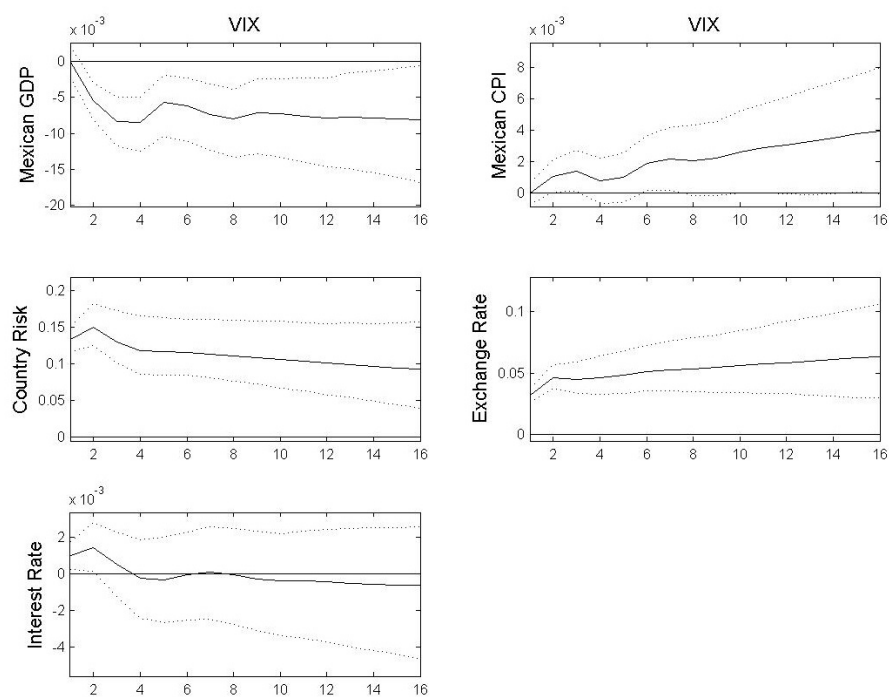 VIX
x 10⁻³
Mexican GDP
0
-5
-10
-15
-20
2 4 6 8 10 12 14 16
VIX
x 10⁻³
Mexican CPI
8
6
4
2
0
2 4 6 8 10 12 14 16
Country Risk
0.2
0.15
0.1
0.05
0
2 4 6 8 10 12 14 16
Exchange Rate
0.1
0.05
0
2 4 6 8 10 12 14 16
x 10⁻³
Interest Rate
2
0
-2
-4
2 4 6 8 10 12 14 16